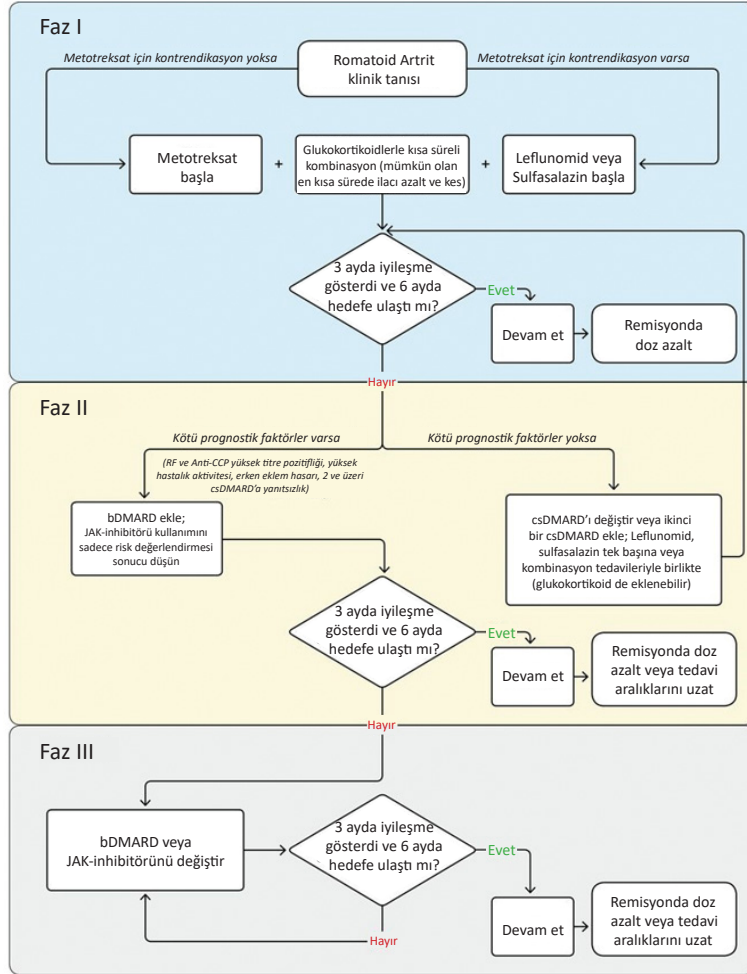 Faz I
Metotreksat için kontrendikasyon yoksa
Romatoid Artrit
klinik tanısı
Metotreksat için kontrendikasyon varsa
Metotreksat
başla
+
Glukokortikoidlerle kısa süreli
kombinasyon (mümkün olan
en kısa sürede ilacı azalt ve kes)
+
Leflunomid veya
Sulfasalazin başla
3 ayda iyileşme
gösterdi ve 6 ayda
hedefe ulaştı mı?
Evet
Devam et
Remisyonda
doz azalt
Hayır
Faz II
Kötü prognostik faktörler varsa
(RF ve Anti-CCP yüksek titre pozitifliği, yüksek
hastalık aktivitesi, erken eklem hasarı, 2 ve üzeri
csDMARD'a yanıtsızlık)
Kötü prognostik faktörler yoksa
bDMARD ekle;
JAK-inhibitörü kullanımını
sadece risk değerlendirmesi
sonucu düşün
csDMARD'ı değiştir veya ikinci
bir csDMARD ekle; Leflunomid,
sulfasalazin tek başına veya
kombinasyon tedavileriyle birlikte
(glukokortikoid de eklenebilir)
3 ayda iyileşme
gösterdi ve 6 ayda
hedefe ulaştı mı?
Evet
Devam et
Remisyonda doz
azalt veya tedavi
aralıklarını uzat
Hayır
Faz III
bDMARD veya
JAK-inhibitörünü değiştir
3 ayda iyileşme
gösterdi ve 6 ayda
hedefe ulaştı mı?
Evet
Devam et
Remisyonda doz
azalt veya tedavi
aralıklarını uzat
Hayır